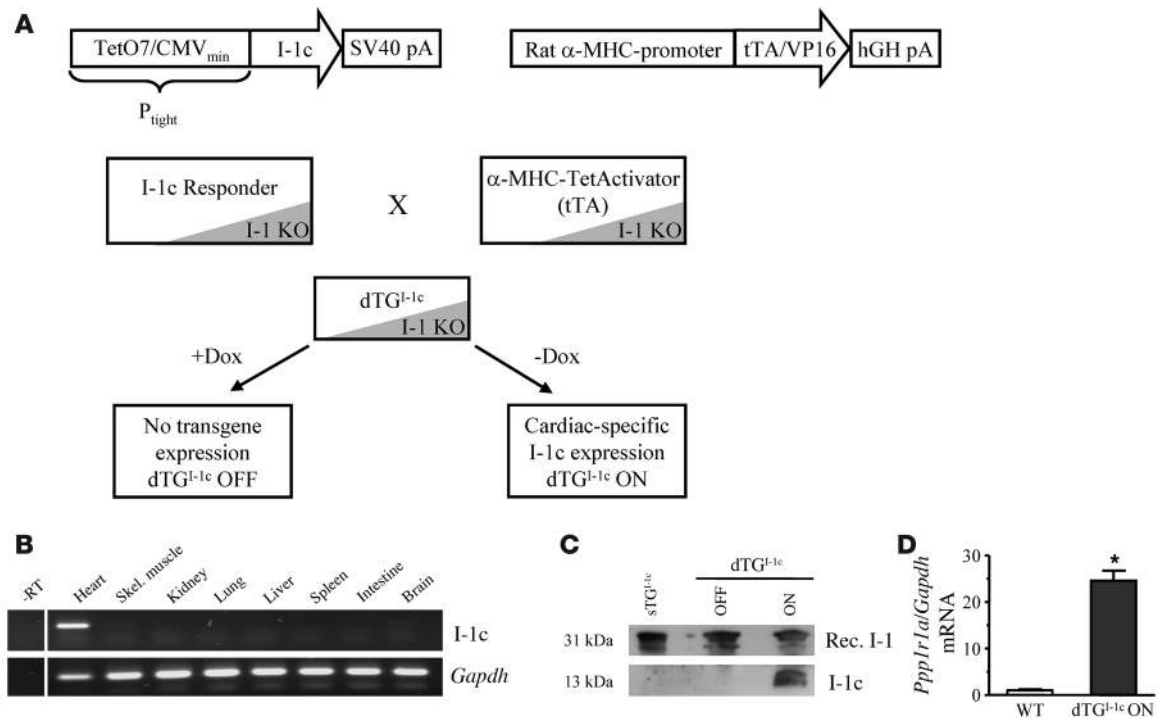 A
TetO7/CMVmin
I-1c
SV40 pA
Rat α-MHC-promoter
tTA/VP16
hGH pA
Ptight
I-1c Responder
I-1 KO
X
α-MHC-TetActivator
(tTA)
I-1 KO
dTGI-1c
I-1 KO
+Dox
-Dox
No transgene
expression
dTGI-1c OFF
Cardiac-specific
I-1c expression
dTGI-1c ON
B
-RT
Heart
Skel. muscle
Kidney
Lung
Liver
Spleen
Intestine
Brain
I-1c
Gapdh
C
sTGI-1c
dTGI-1c
OFF
ON
31 kDa
Rec. I-1
13 kDa
I-1c
D
Ppp1r1a/Gapdh
mRNA
30
20
10
0
*
WT
dTGI-1c ON